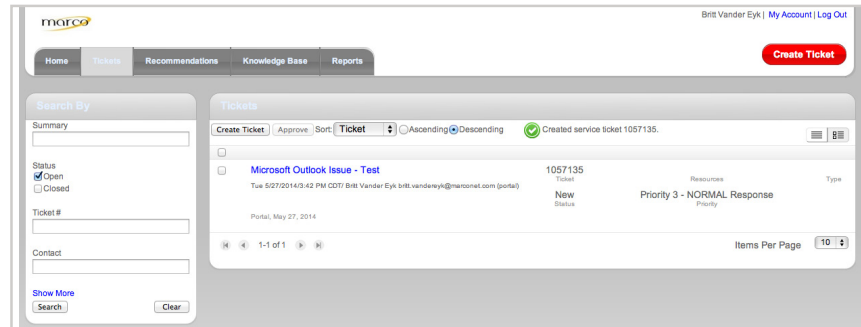 marco
Britt Vander Eyk | My Account | Log Out
Home Tickets Recommendations Knowledge Base Reports
Create Ticket
Search By
Summary
Status
Open
Closed
Ticket #
Contact
Show More
Search Clear
Tickets
Create Ticket Approve Sort: Ticket Ascending Descending Created service ticket 1057135.
Microsoft Outlook Issue - Test 1057135
Ticket Resources Type
Tue 5/27/2014/3:42 PM CDT/ Britt Vander Eyk britt.vandereyk@marconet.com (portal)
New Priority 3 - NORMAL Response
Status Priority
Portal, May 27, 2014
1-1 of 1 Items Per Page 10